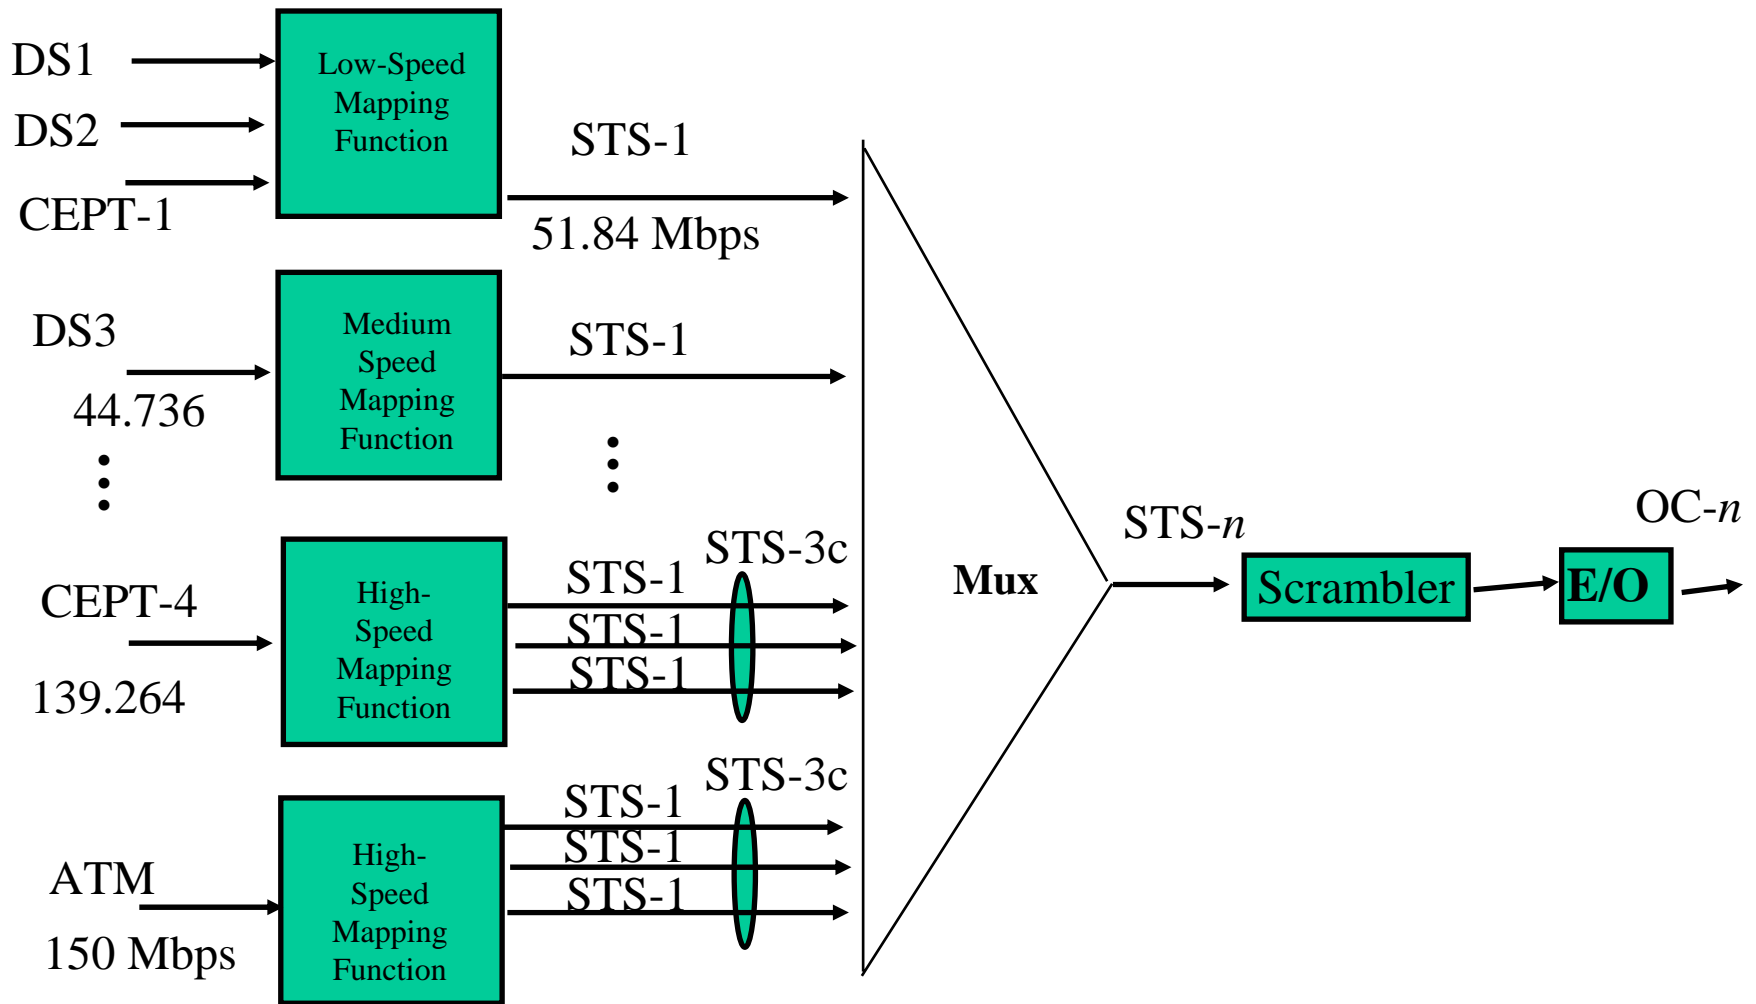 DS1
DS2
CEPT-1
Low-Speed
Mapping
Function
STS-1
51.84 Mbps
DS3
44.736
Medium
Speed
Mapping
Function
STS-1
CEPT-4
139.264
High-
Speed
Mapping
Function
STS-1
STS-1
STS-1
STS-3c
ATM
150 Mbps
High-
Speed
Mapping
Function
STS-1
STS-1
STS-1
STS-3c
Mux
STS-n
Scrambler
E/O
OC-n